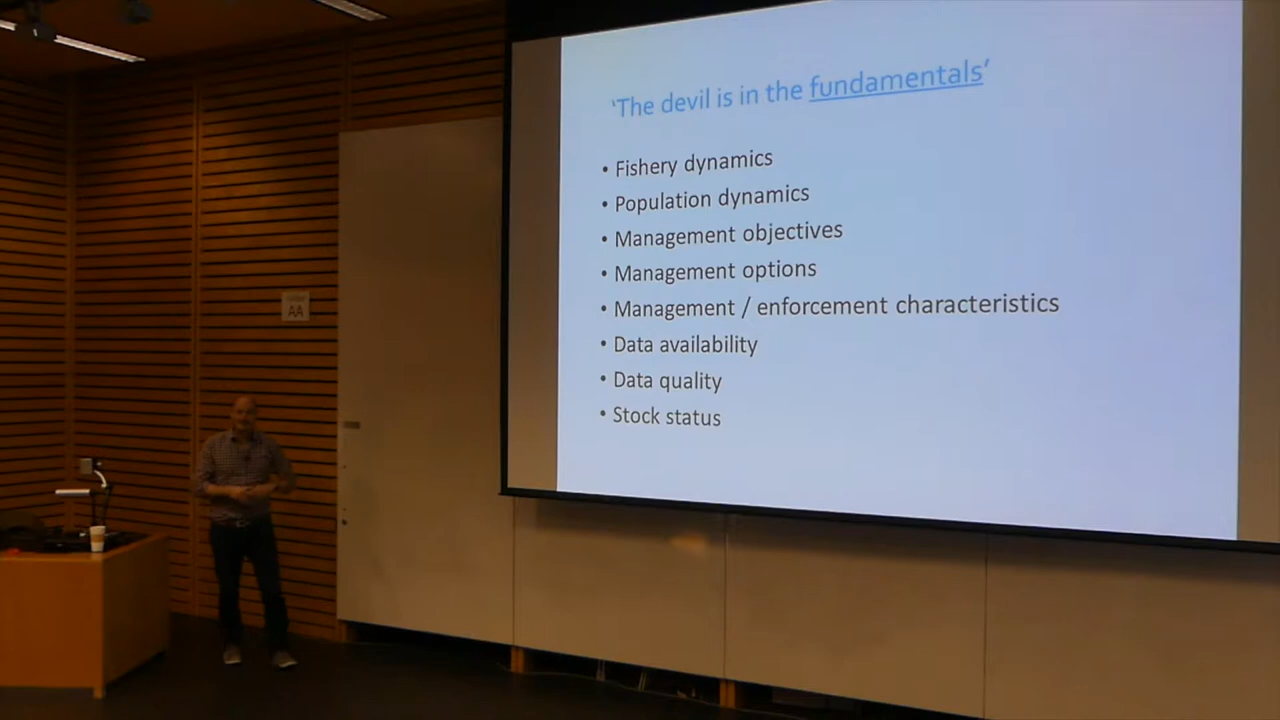 'The devil is in the fundamentals'
• Fishery dynamics
• Population dynamics
• Management objectives
• Management options
• Management / enforcement characteristics
• Data availability
• Data quality
• Stock status
AA